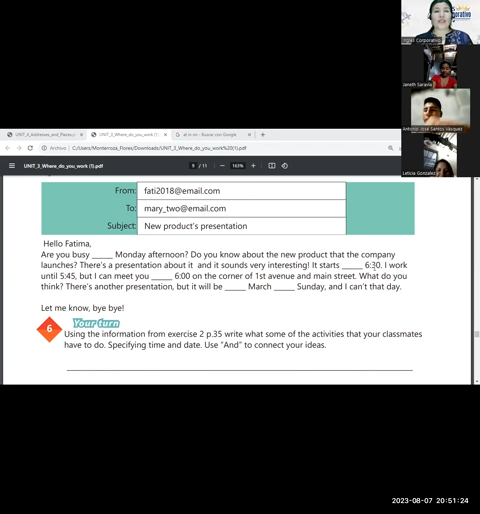 Corporativo
Inglés Corporativo
Janeth Saravia
UNIT_4_Addresses_and_Places.p
UNIT_3_Where_do_you_work (1).p
at in on - Buscar con Google
Antonio José Santos Vásquez
Archivo
C:/Users/Monterroza_Flores/Downloads/UNIT_3_Where_do_you_work%20(1).pdf
Leticia Gonzalez
UNIT_3_Where_do_you_work (1).pdf
9 / 11
163%
From: fati2018@email.com
To: mary_two@email.com
Subject: New product's presentation
Hello Fatima,
Are you busy _____ Monday afternoon? Do you know about the new product that the company
launches? There's a presentation about it and it sounds very interesting! It starts _____ 6:30. I work
until 5:45, but I can meet you _____ 6:00 on the corner of 1st avenue and main street. What do you
think? There's another presentation, but it will be _____ March _____ Sunday, and I can't that day.
Let me know, bye bye!
6 Your turn
Using the information from exercise 2 p.35 write what some of the activities that your classmates
have to do. Specifying time and date. Use "And" to connect your ideas.
2023-08-07 20:51:24